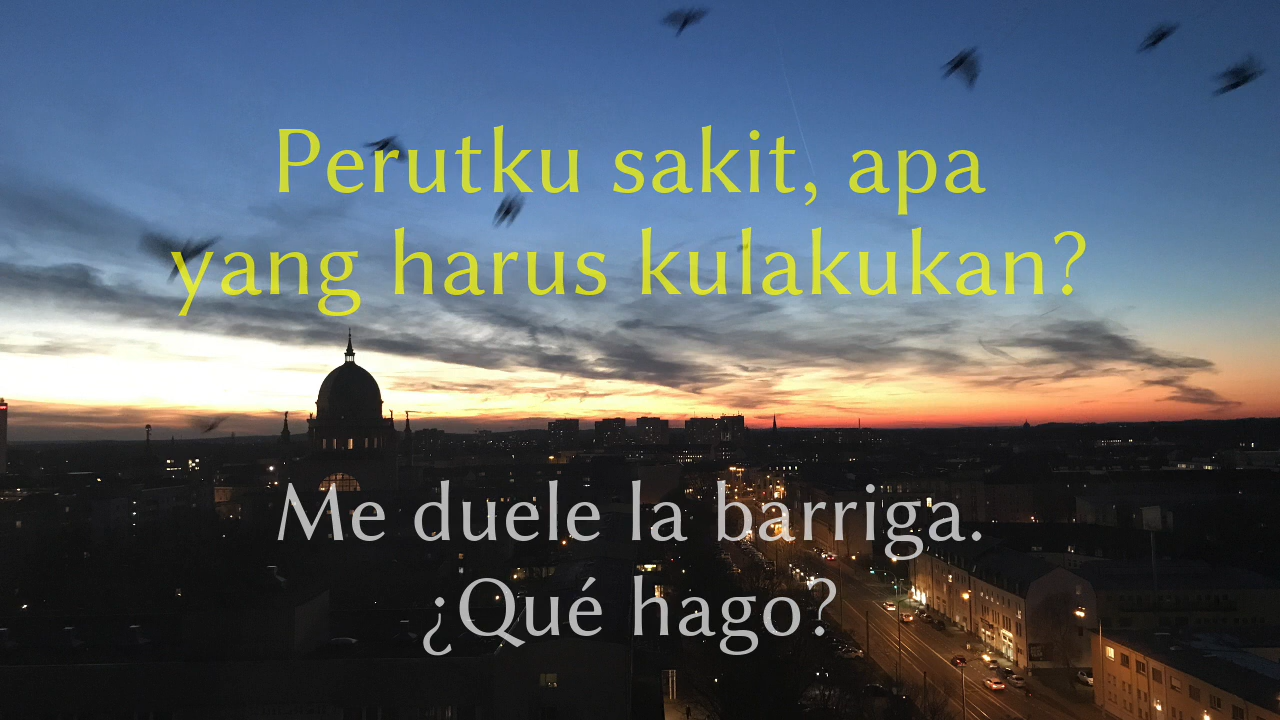 Perutku sakit, apa
yang harus kulakukan?
Me duele la barriga.
¿Qué hago?